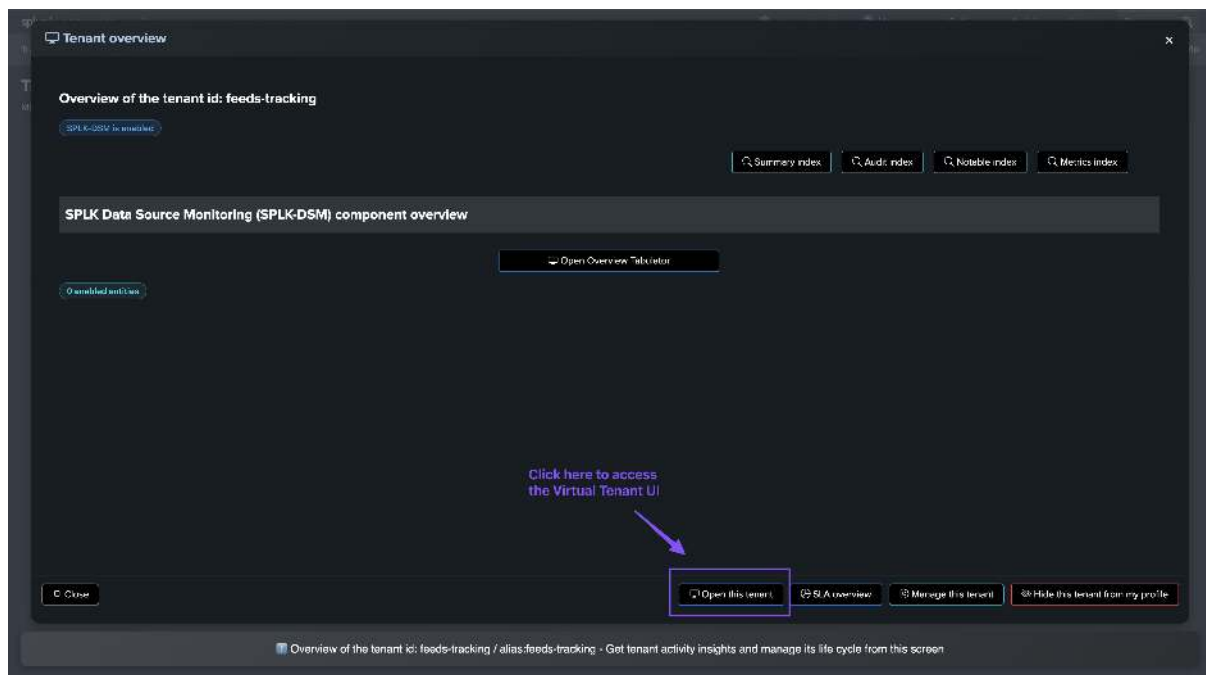 Tenant overview
×
Overview of the tenant id: feeds-tracking
SPLK-DSM is enabled
Summary index
Audit index
Notable index
Metrics index
SPLK Data Source Monitoring (SPLK-DSM) component overview
Open Overview Tabulator
0 enabled entities
Click here to access
the Virtual Tenant UI
Close
Open this tenant
SLA overview
Manage this tenant
Hide this tenant from my profile
Overview of the tenant id: feeds-tracking / alias:feeds-tracking - Get tenant activity insights and manage its life cycle from this screen